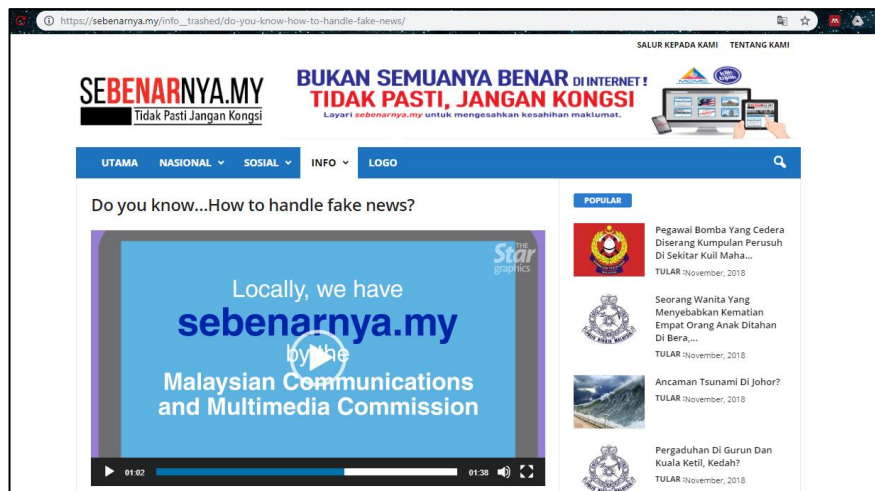 https://sebenarnya.my/info__trashed/do-you-know-how-to-handle-fake-news/
SALUR KEPADA KAMI TENTANG KAMI
SEBENARNYA.MY
Tidak Pasti Jangan Kongsi
BUKAN SEMUANYA BENAR DI INTERNET !
TIDAK PASTI, JANGAN KONGSI
Layari sebenarnya.my untuk mengesahkan kesahihan maklumat.
UTAMA NASIONAL SOSIAL INFO LOGO
Do you know...How to handle fake news?
THE
Star
graphics
Locally, we have
sebenarnya.my
by the
Malaysian Communications
and Multimedia Commission
01:02 01:38
POPULAR
Pegawai Bomba Yang Cedera
Diserang Kumpulan Perusuh
Di Sekitar Kuil Maha...
TULAR :November, 2018
Seorang Wanita Yang
Menyebabkan Kematian
Empat Orang Anak Ditahan
Di Bera,...
TULAR :November, 2018
Ancaman Tsunami Di Johor?
TULAR :November, 2018
Pergaduhan Di Gurun Dan
Kuala Ketil, Kedah?
TULAR :November, 2018